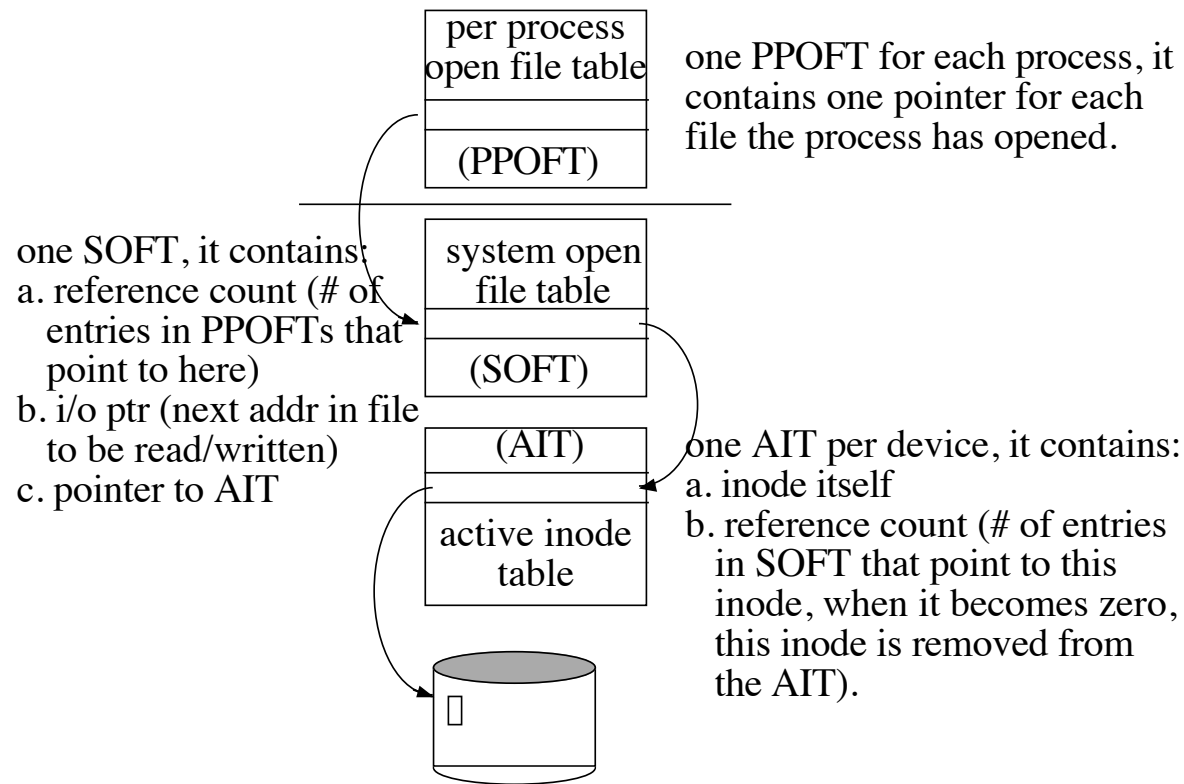 per process
open file table
(PPOFT)
one PPOFT for each process, it
contains one pointer for each
file the process has opened.
one SOFT, it contains:
a. reference count (# of
entries in PPOFTs that
point to here)
b. i/o ptr (next addr in file
to be read/written)
c. pointer to AIT
system open
file table
(SOFT)
(AIT)
active inode
table
one AIT per device, it contains:
a. inode itself
b. reference count (# of entries
in SOFT that point to this
inode, when it becomes zero,
this inode is removed from
the AIT).